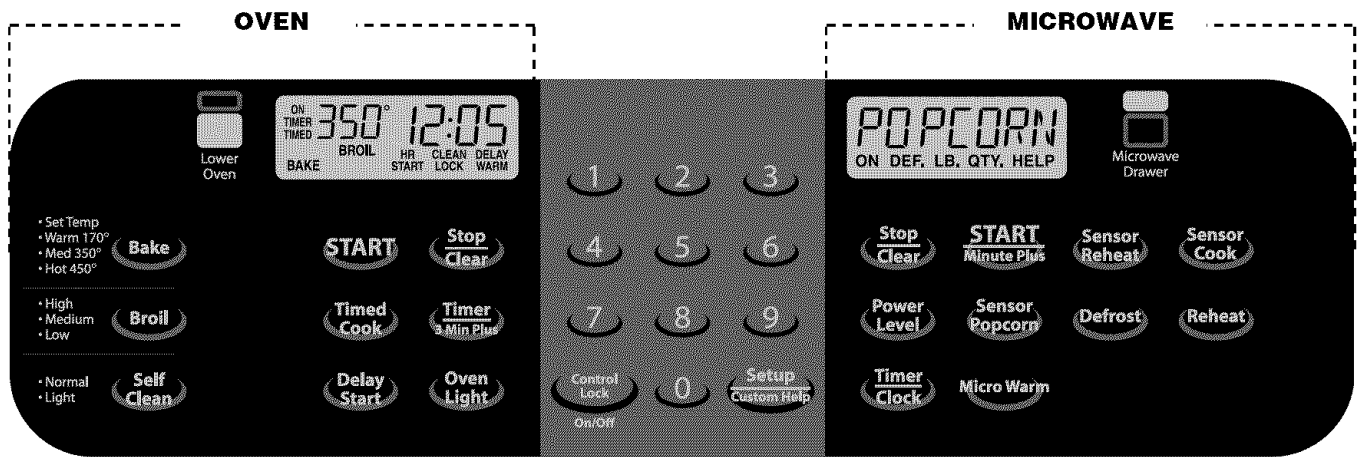 OVEN
MICROWAVE
ON
TIMER
TIMED
350° 12:05
BROIL
BAKE
HR CLEAN DELAY
START LOCK WARM
Lower
Oven
• Set Temp
• Warm 170°
• Med 350°
• Hot 450°
Bake
START
Stop
Clear
• High
• Medium
• Low
Broil
Timed
Cook
Timer
3 Min Plus
• Normal
• Light
Self
Clean
Delay
Start
Oven
Light
1 2 3
4 5 6
7 8 9
Control
Lock
On/Off
0
Setup
Custom Help
POPCORN
ON DEF. LB. QTY. HELP
Microwave
Drawer
Stop
Clear
START
Minute Plus
Sensor
Reheat
Sensor
Cook
Power
Level
Sensor
Popcorn
Defrost
Reheat
Timer
Clock
Micro Warm